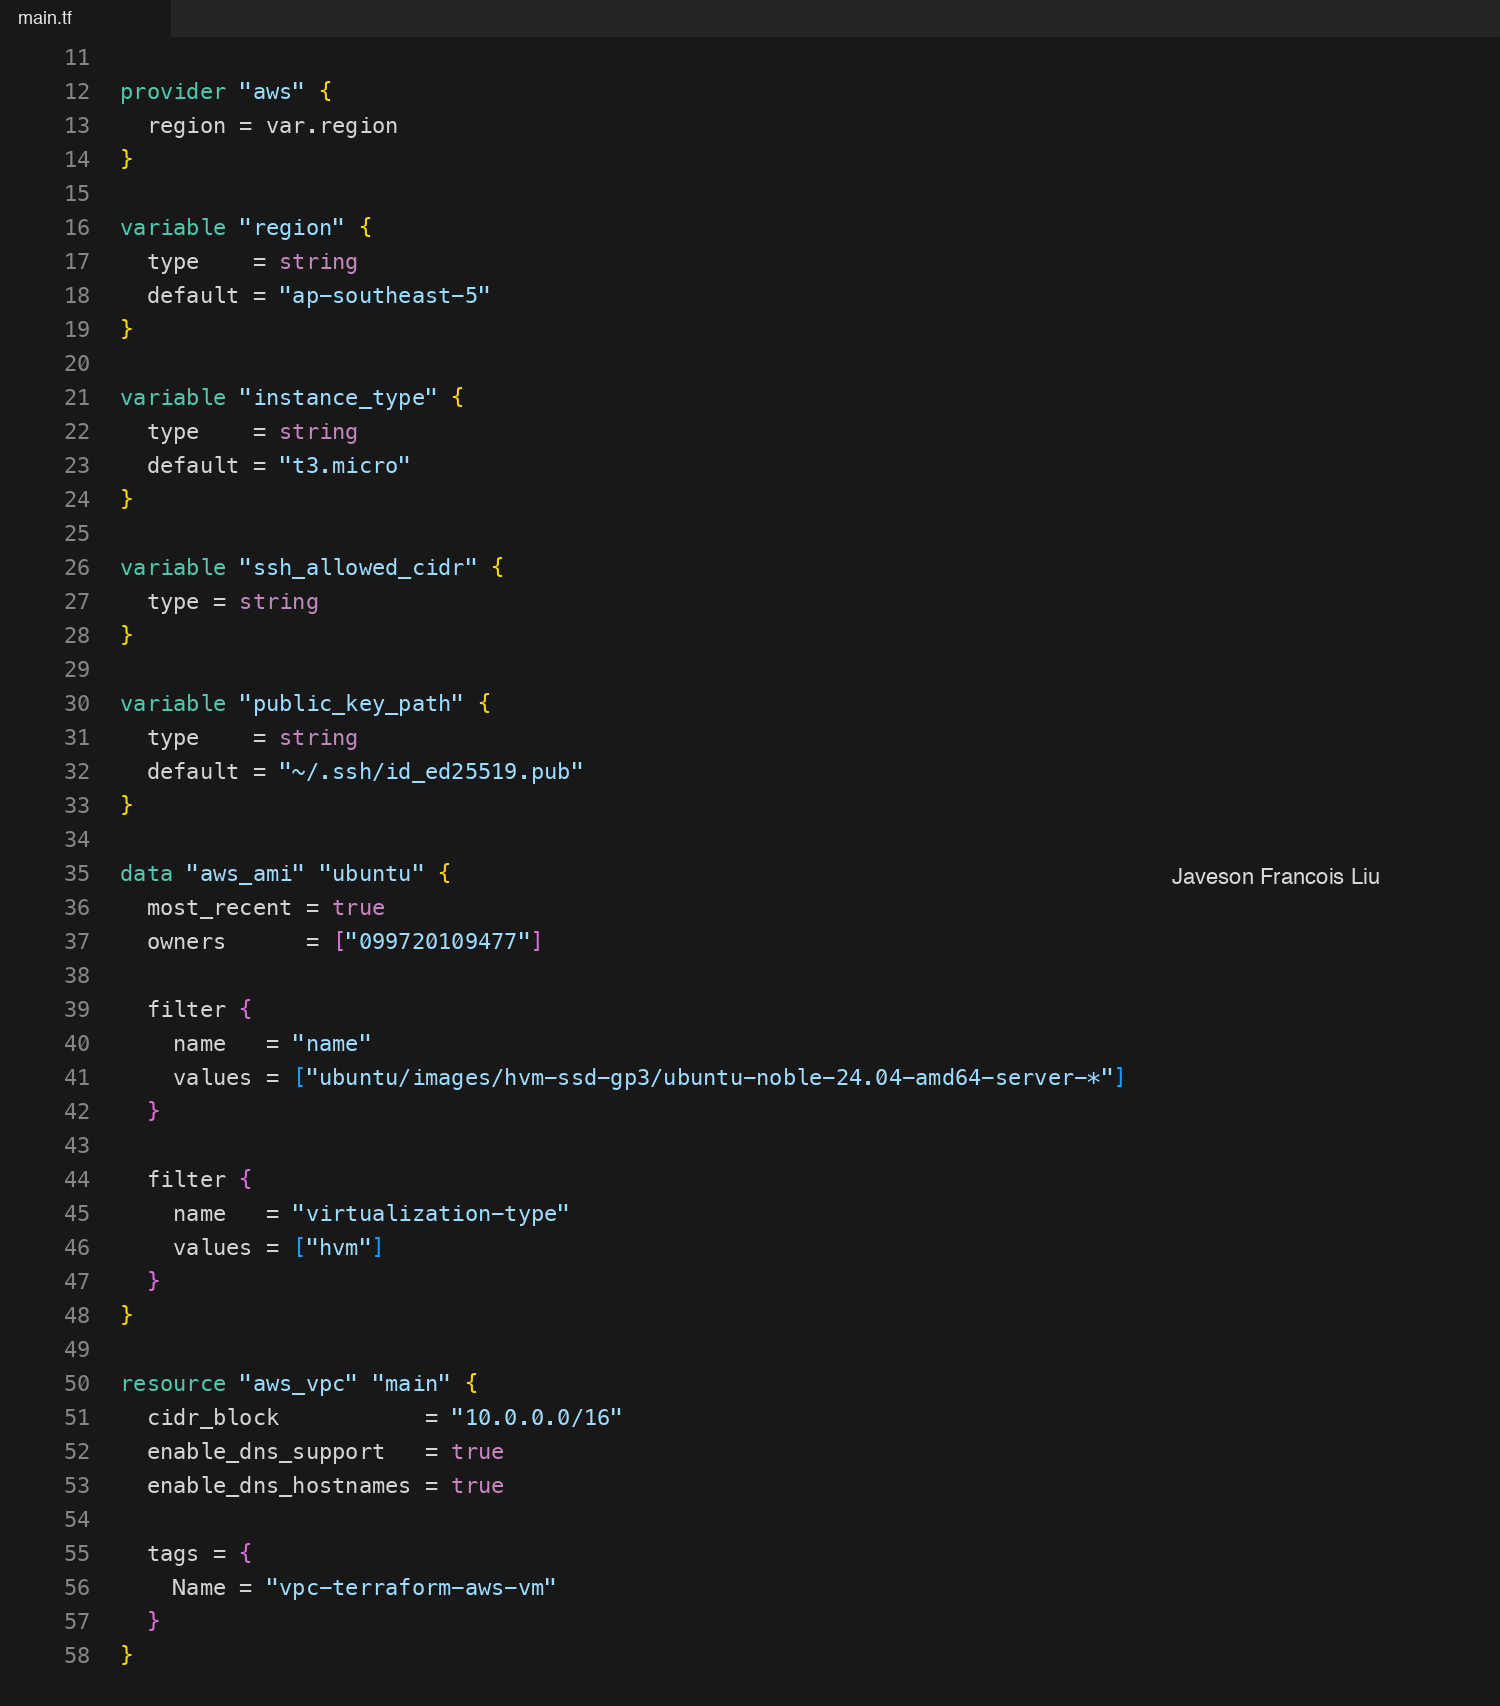 main.tf
11
12 provider "aws" {
13   region = var.region
14 }
15
16 variable "region" {
17   type    = string
18   default = "ap-southeast-5"
19 }
20
21 variable "instance_type" {
22   type    = string
23   default = "t3.micro"
24 }
25
26 variable "ssh_allowed_cidr" {
27   type = string
28 }
29
30 variable "public_key_path" {
31   type    = string
32   default = "~/.ssh/id_ed25519.pub"
33 }
34
35 data "aws_ami" "ubuntu" {
Javeson Francois Liu
36   most_recent = true
37   owners      = ["099720109477"]
38
39   filter {
40     name   = "name"
41     values = ["ubuntu/images/hvm-ssd-gp3/ubuntu-noble-24.04-amd64-server-*"]
42   }
43
44   filter {
45     name   = "virtualization-type"
46     values = ["hvm"]
47   }
48 }
49
50 resource "aws_vpc" "main" {
51   cidr_block           = "10.0.0.0/16"
52   enable_dns_support   = true
53   enable_dns_hostnames = true
54
55   tags = {
56     Name = "vpc-terraform-aws-vm"
57   }
58 }